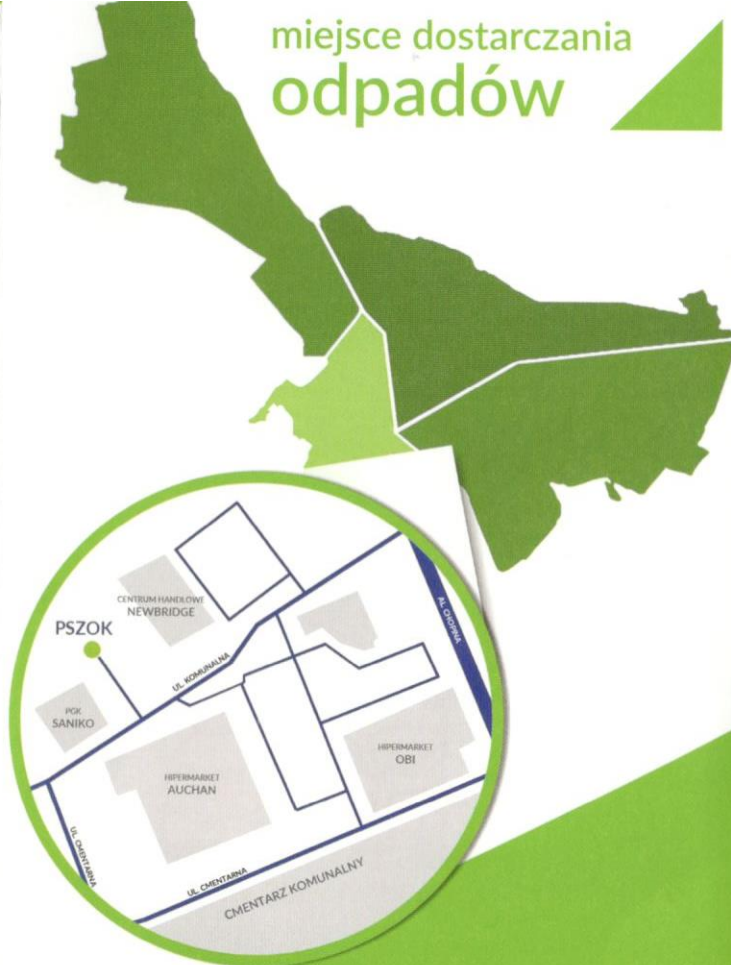 miejsce dostarczania
odpadów
CENTRUM HANDLOWE
NEWBRIDGE
PSZOK
AL. CHOPINA
UL. KOMUNALNA
PGK
SANIKO
HIPERMARKET
OBI
HIPERMARKET
AUCHAN
UL. CMENTARNA
UL. CMENTARNA
CMENTARZ KOMUNALNY